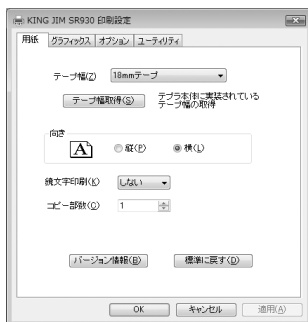 KING JIM SR930 印刷設定
用紙 グラフィックス オプション ユーティリティ
テープ幅(Z) 18mmテープ
テープ幅取得(S) テプラ本体に実装されている
テープ幅の取得
向き
A 縦(P) 横(L)
鏡文字印刷(K) しない
コピー部数(C) 1
バージョン情報(B) 標準に戻す(D)
OK キャンセル 適用(A)